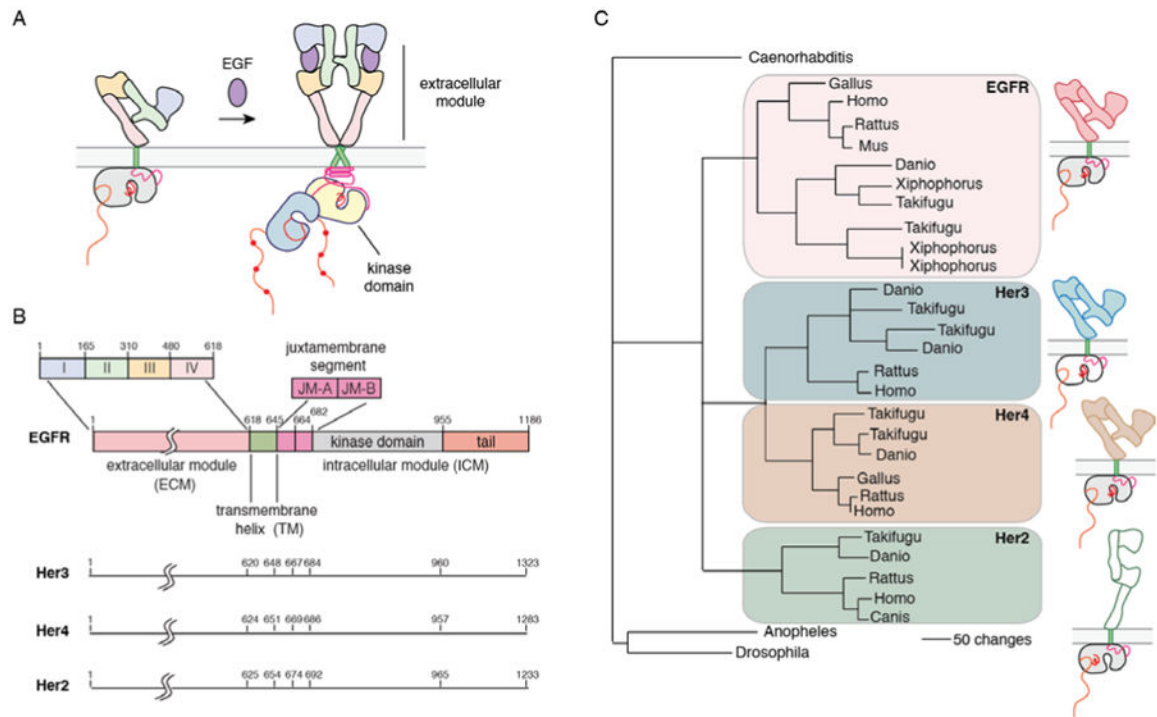 A
EGF
extracellular
module
kinase
domain
B
1 165 310 480 618
I II III IV
juxtamembrane
segment
JM-A JM-B
1 618 645 664 682 955 1186
EGFR
kinase domain tail
extracellular module
(ECM)
intracellular module (ICM)
transmembrane
helix (TM)
Her3
1 620 648 667 684 960 1323
Her4
1 624 651 669 686 957 1283
Her2
1 625 654 674 692 965 1233
C
Caenorhabditis
EGFR
Gallus
Homo
Rattus
Mus
Danio
Xiphophorus
Takifugu
Takifugu
Xiphophorus
Xiphophorus
Her3
Danio
Takifugu
Takifugu
Danio
Rattus
Homo
Her4
Takifugu
Takifugu
Danio
Gallus
Rattus
Homo
Her2
Takifugu
Danio
Rattus
Homo
Canis
Anopheles
50 changes
Drosophila